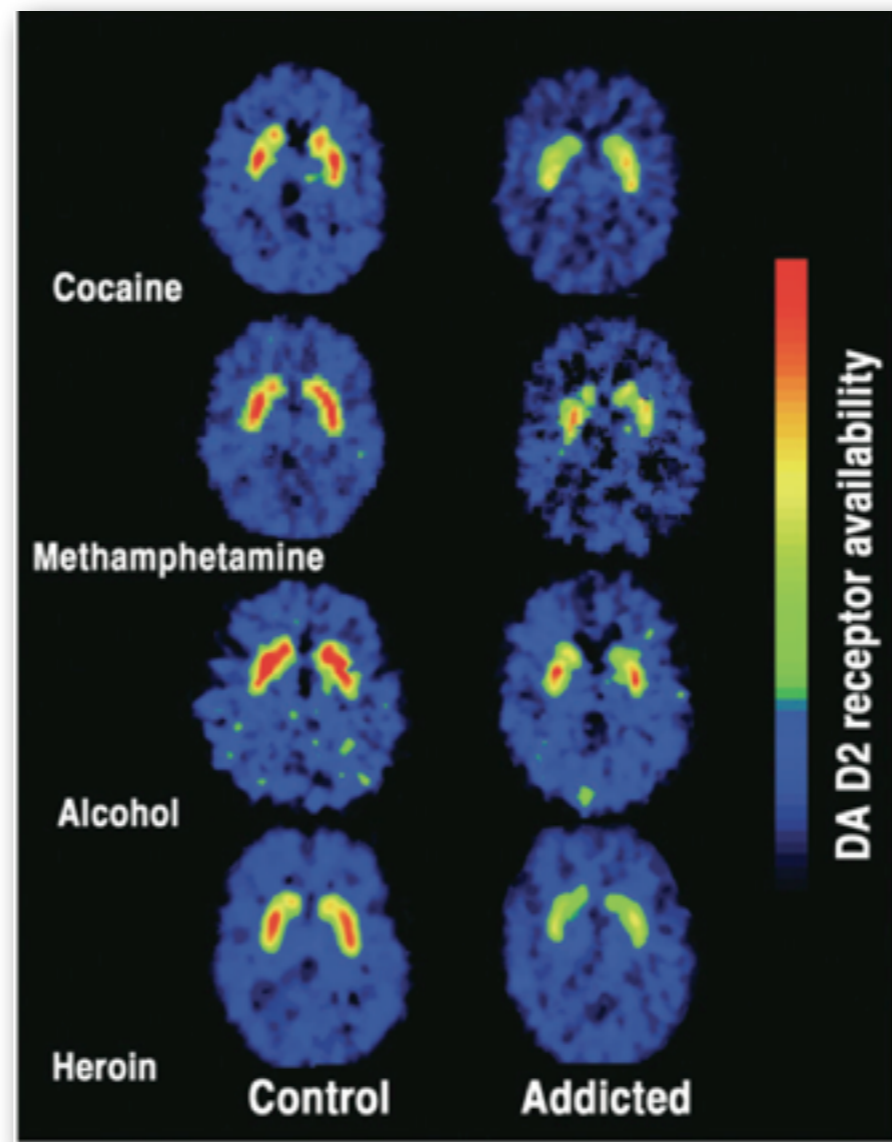 Cocaine
Methamphetamine
Alcohol
Heroin
Control Addicted
DA D2 receptor availability